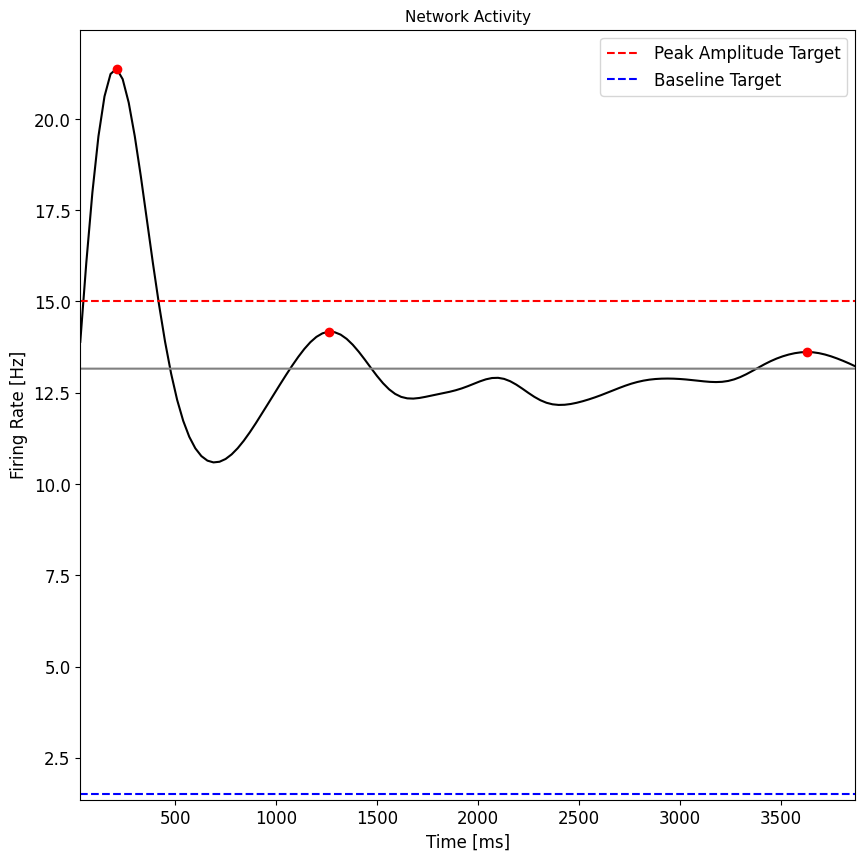 Network Activity
Peak Amplitude Target
Baseline Target
Firing Rate [Hz]
20.0
17.5
15.0
12.5
10.0
7.5
5.0
2.5
500 1000 1500 2000 2500 3000 3500
Time [ms]